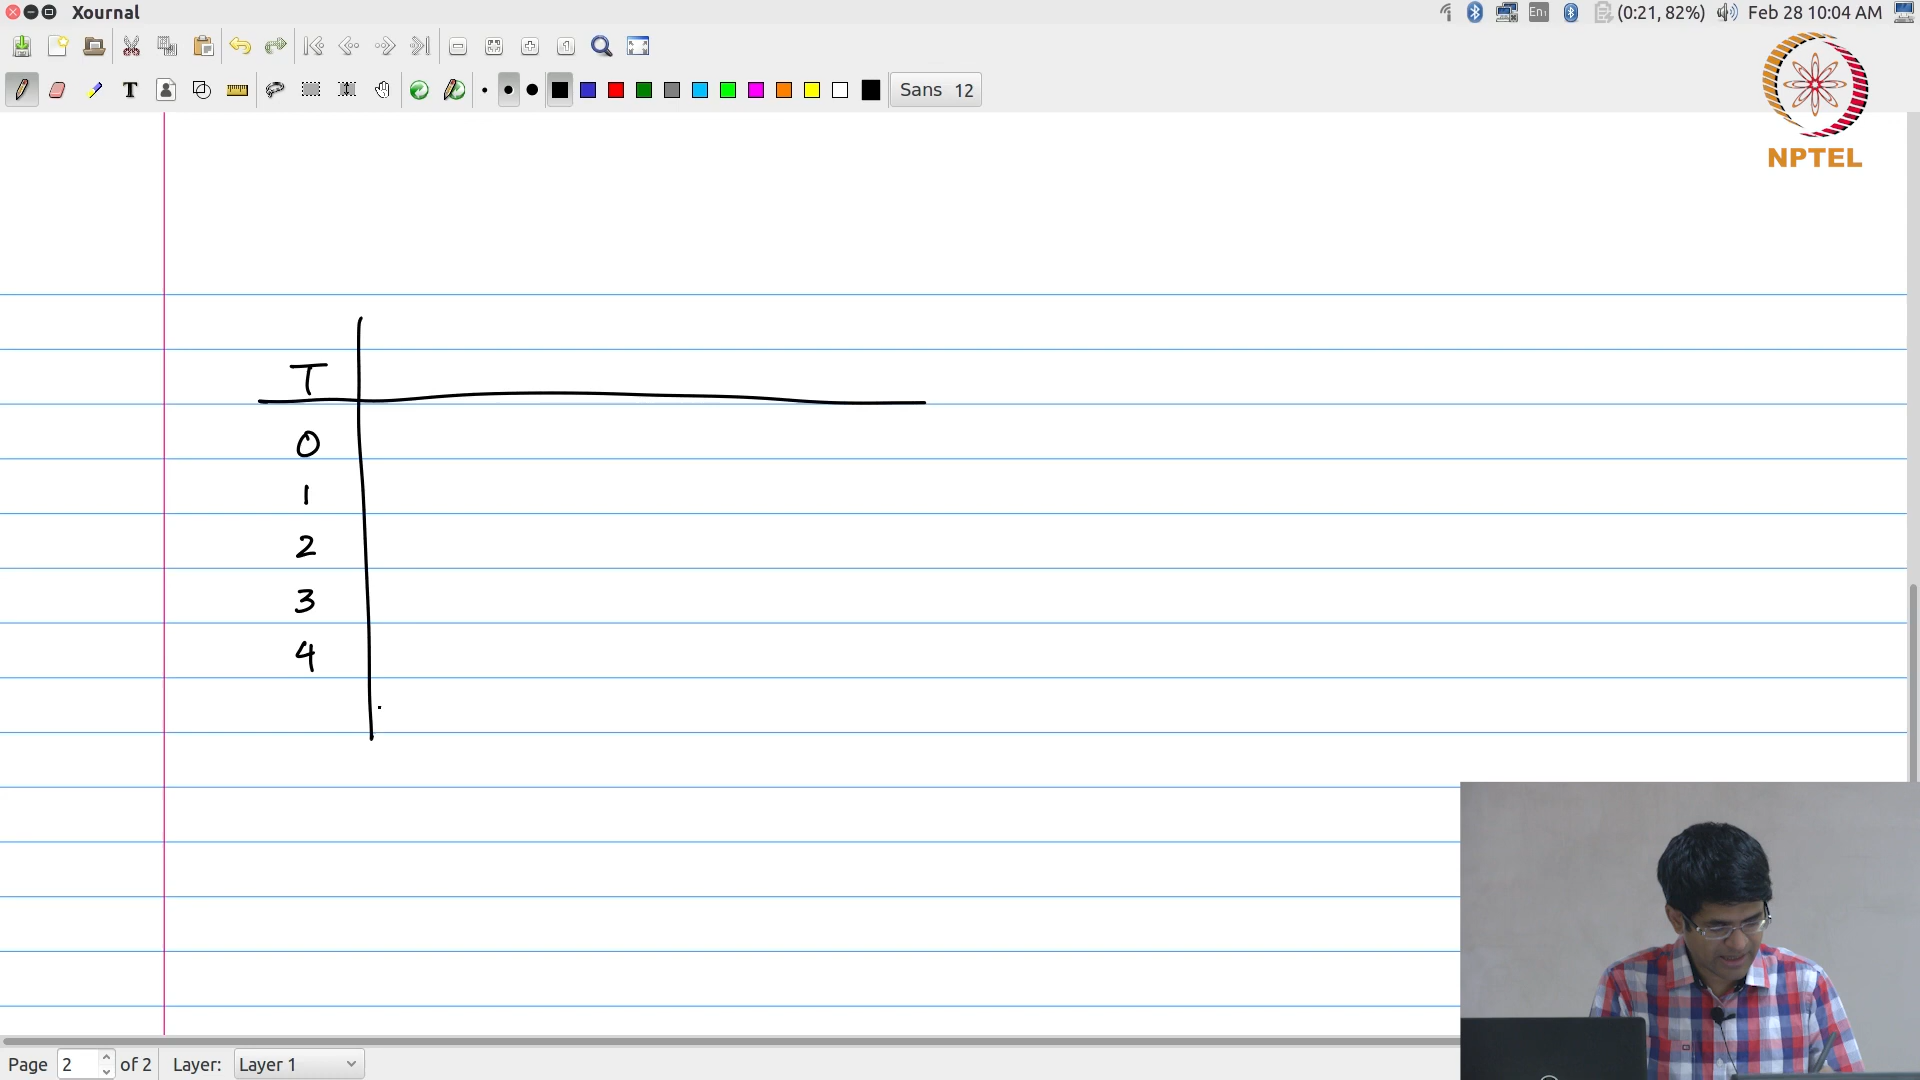 Xournal
En1 (0:21, 82%) Feb 28 10:04 AM
Sans 12
NPTEL
T
0
1
2
3
4
Page 2 of 2 Layer: Layer 1